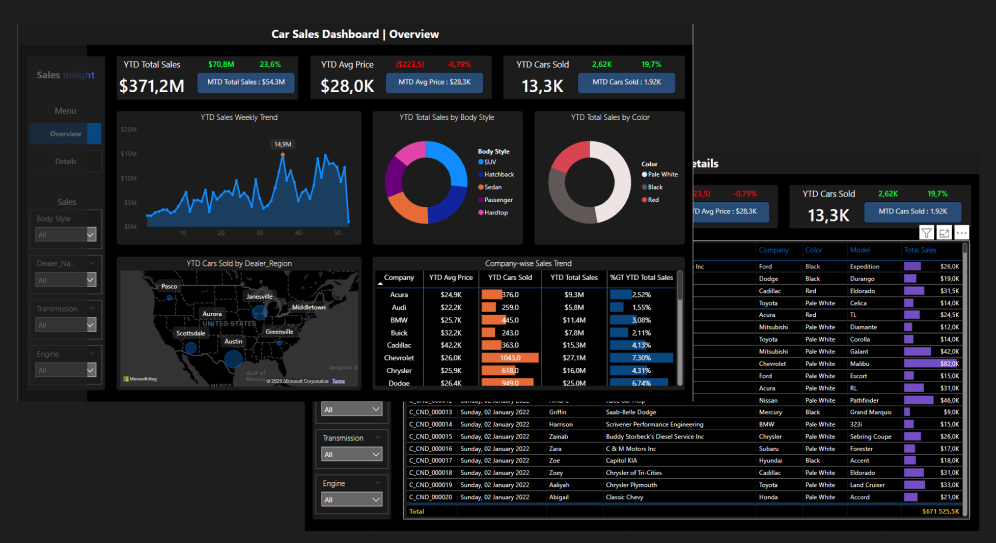 Car Sales Dashboard | Overview
Sales Insight
Menu
Overview
Details
Sales
Body Style
All
Dealer_Na...
All
Transmission
All
Engine
All
YTD Total Sales $70,8M 23,6%
$371,2M MTD Total Sales : $54,3M
YTD Avg Price ($223,5) -0,79%
$28,0K MTD Avg Price : $28,3K
YTD Cars Sold 2,62K 19,7%
13,3K MTD Cars Sold : 1,92K
YTD Sales Weekly Trend
$20M
$15M
$10M
$5M
$0M
14,9M
10 20 30 40 50
YTD Total Sales by Body Style
Body Style
SUV
Hatchback
Sedan
Passenger
Hardtop
YTD Total Sales by Color
Color
Pale White
Black
Red
YTD Cars Sold by Dealer_Region
Pasco
Janesville
Middletown
Aurora
UNITED STATES
Scottsdale
Greenville
Austin
Gulf of
MEXICO
Microsoft Bing
© 2023 Microsoft Corporation Terms
Company-wise Sales Trend
Company YTD Avg Price YTD Cars Sold YTD Total Sales %GT YTD Total Sales
Acura $24,9K 376,0 $9,3M 2,52%
Audi $22,2K 259,0 $5,8M 1,55%
BMW $25,7K 445,0 $11,4M 3,08%
Buick $32,2K 243,0 $7,8M 2,11%
Cadillac $42,2K 363,0 $15,3M 4,13%
Chevrolet $26,0K 1043,0 $27,1M 7,30%
Chrysler $25,9K 618,0 $16,0M 4,31%
Dodge $26,4K 949,0 $25,0M 6,74%
etails
23,5) -0,79%
TD Avg Price : $28,3K
YTD Cars Sold 2,62K 19,7%
13,3K MTD Cars Sold : 1,92K
Company Color Model Total Sales
Inc Ford Black Expedition $26,0K
Dodge Black Durango $19,0K
Cadillac Red Eldorado $31,5K
Toyota Pale White Celica $14,0K
Acura Red TL $24,5K
Mitsubishi Pale White Diamante $12,0K
Toyota Pale White Corolla $14,0K
Mitsubishi Pale White Galant $42,0K
Chevrolet Pale White Malibu $82,0K
Ford Pale White Escort $15,0K
Acura Pale White RL $31,0K
Nissan Pale White Pathfinder $46,0K
C_CND_000013 Sunday, 02 January 2022 Griffin Saab-Belle Dodge Mercury Black Grand Marquis $9,0K
C_CND_000014 Sunday, 02 January 2022 Harrison Scrivener Performance Engineering BMW Pale White 323i $15,0K
C_CND_000015 Sunday, 02 January 2022 Zainab Buddy Storbeck's Diesel Service Inc Chrysler Pale White Sebring Coupe $26,0K
C_CND_000016 Sunday, 02 January 2022 Zara C & M Motors Inc Subaru Pale White Forester $17,0K
C_CND_000017 Sunday, 02 January 2022 Zoe Capitol KIA Hyundai Black Accent $18,0K
C_CND_000018 Sunday, 02 January 2022 Zoey Chrysler of Tri-Cities Cadillac Pale White Eldorado $31,0K
C_CND_000019 Sunday, 02 January 2022 Aaliyah Chrysler Plymouth Toyota Pale White Land Cruiser $33,0K
C_CND_000020 Sunday, 02 January 2022 Abigail Classic Chevy Honda Pale White Accord $21,0K
Total $671 525,5K
All
Transmission
All
Engine
All